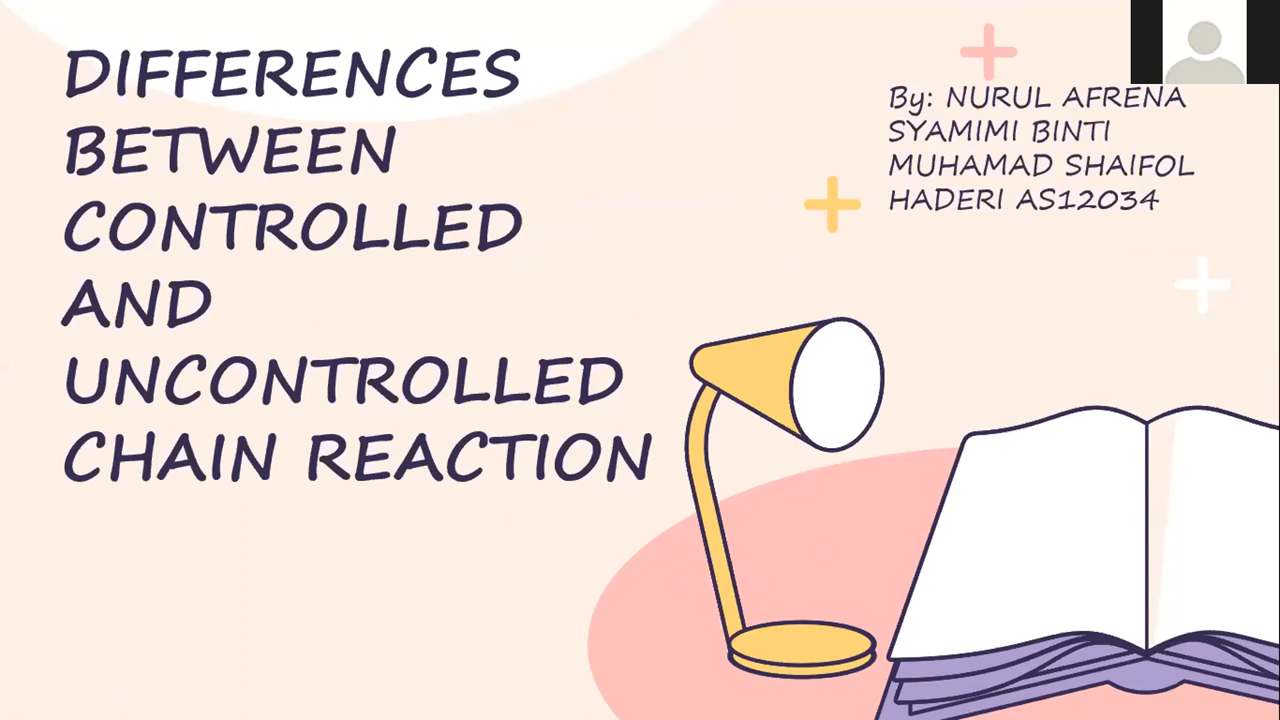 DIFFERENCES
BETWEEN
CONTROLLED
AND
UNCONTROLLED
CHAIN REACTION
By: NURUL AFRENA
SYAMIMI BINTI
MUHAMAD SHAIFOL
HADERI AS12034